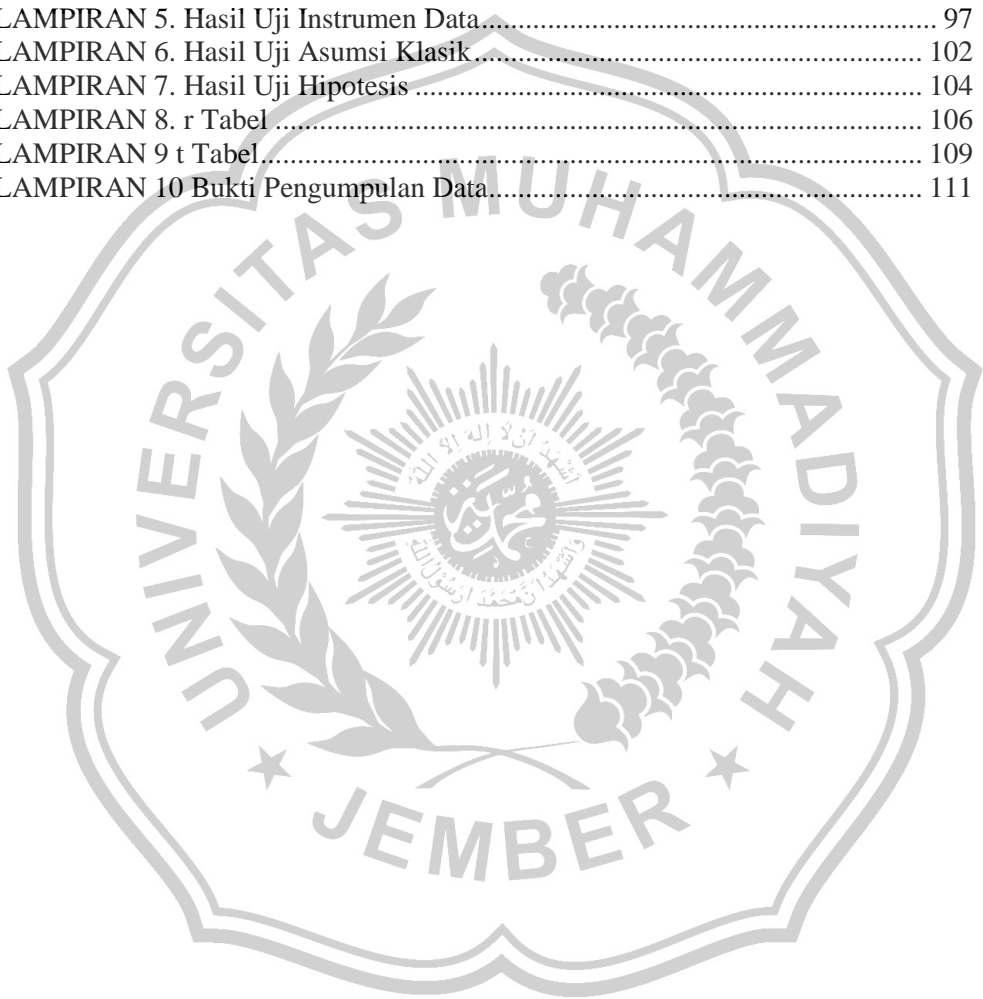 LAMPIRAN 5. Hasil Uji Instrumen Data.................................................................... 97
LAMPIRAN 6. Hasil Uji Asumsi Klasik.................................................................... 102
LAMPIRAN 7. Hasil Uji Hipotesis .......................................................................... 104
LAMPIRAN 8. r Tabel .............................................................................................. 106
LAMPIRAN 9 t Tabel................................................................................................ 109
LAMPIRAN 10 Bukti Pengumpulan Data................................................................ 111
UNIVERSITAS MUHAMMADIYAH
JEMBER